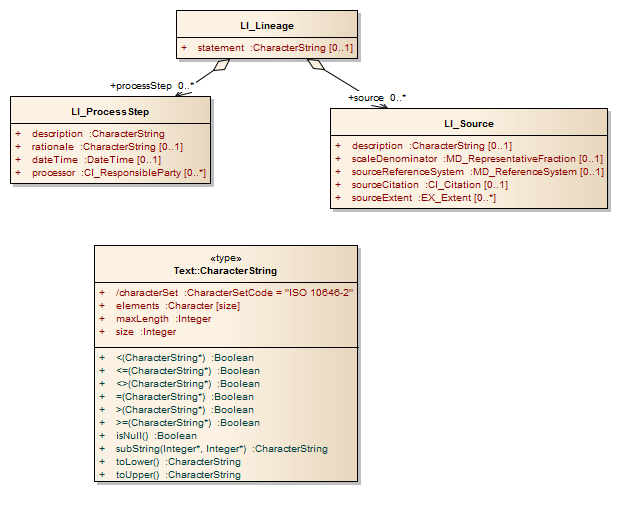 LI_Lineage
+ statement :CharacterString [0..1]
+processStep 0..*
+source 0..*
LI_ProcessStep
+ description :CharacterString
+ rationale :CharacterString [0..1]
+ dateTime :DateTime [0..1]
+ processor :CI_ResponsibleParty [0..*]
LI_Source
+ description :CharacterString [0..1]
+ scaleDenominator :MD_RepresentativeFraction [0..1]
+ sourceReferenceSystem :MD_ReferenceSystem [0..1]
+ sourceCitation :CI_Citation [0..1]
+ sourceExtent :EX_Extent [0..*]
«type»
Text::CharacterString
+ /characterSet :CharacterSetCode = "ISO 10646-2"
+ elements :Character [size]
+ maxLength :Integer
+ size :Integer
+ <(CharacterString*) :Boolean
+ <=(CharacterString*) :Boolean
+ <>(CharacterString*) :Boolean
+ =(CharacterString*) :Boolean
+ >(CharacterString*) :Boolean
+ >=(CharacterString*) :Boolean
+ isNull() :Boolean
+ subString(Integer*, Integer*) :CharacterString
+ toLower() :CharacterString
+ toUpper() :CharacterString